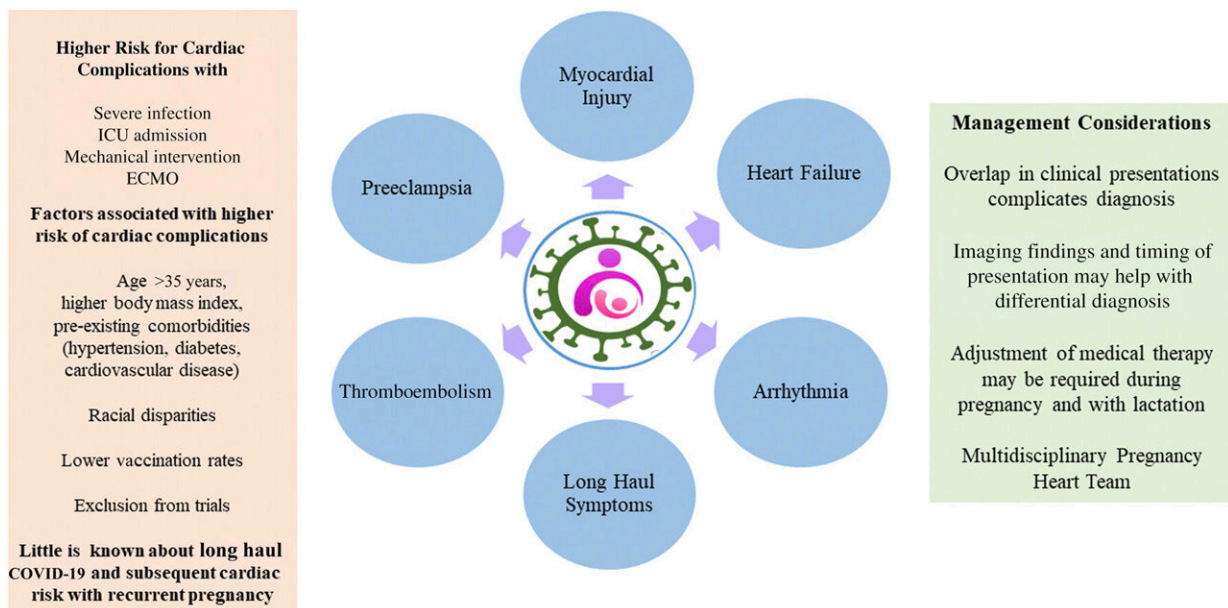 Higher Risk for Cardiac
Complications with
Severe infection
ICU admission
Mechanical intervention
ECMO
Factors associated with higher
risk of cardiac complications
Age >35 years,
higher body mass index,
pre-existing comorbidities
(hypertension, diabetes,
cardiovascular disease)
Racial disparities
Lower vaccination rates
Exclusion from trials
Little is known about long haul
COVID-19 and subsequent cardiac
risk with recurrent pregnancy
Myocardial
Injury
Preeclampsia
Heart Failure
Thromboembolism
Arrhythmia
Long Haul
Symptoms
Management Considerations
Overlap in clinical presentations
complicates diagnosis
Imaging findings and timing of
presentation may help with
differential diagnosis
Adjustment of medical therapy
may be required during
pregnancy and with lactation
Multidisciplinary Pregnancy
Heart Team